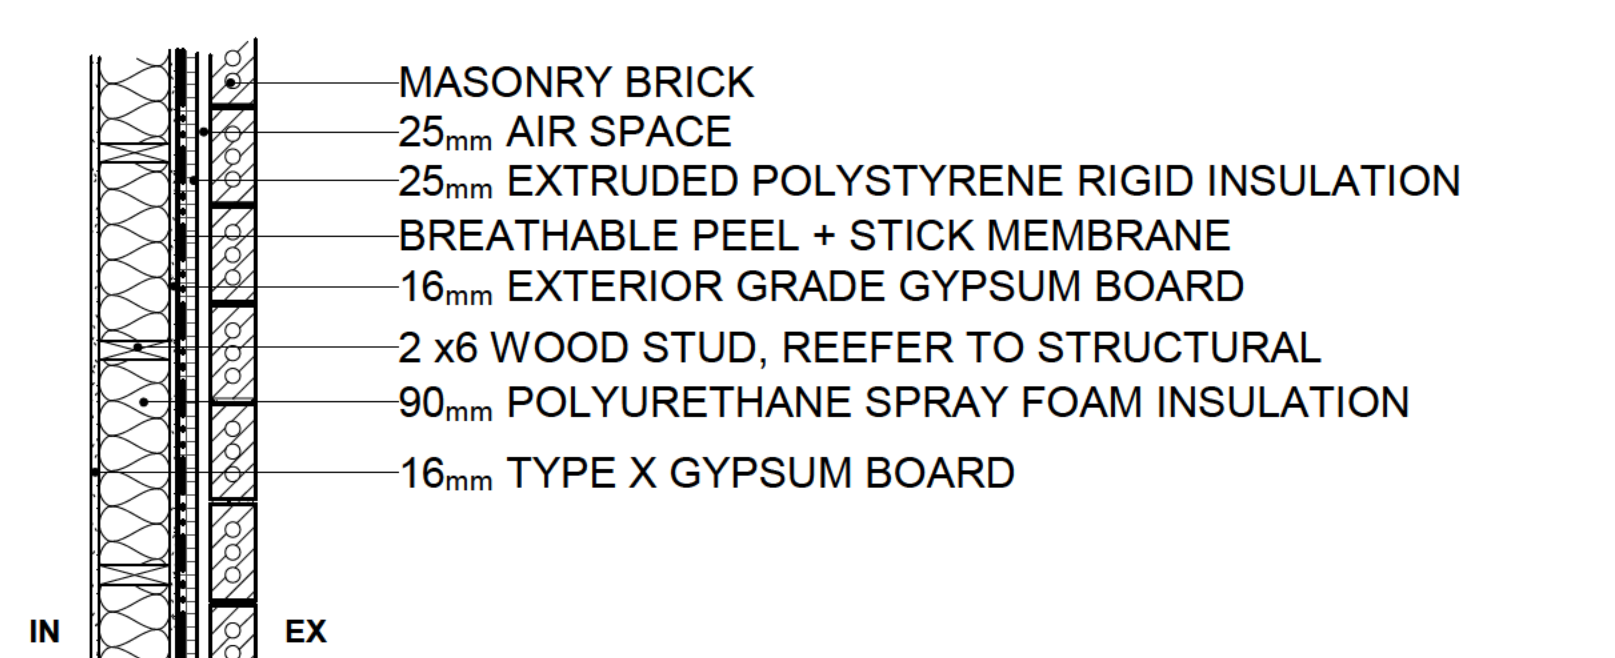 MASONRY BRICK
25mm AIR SPACE
25mm EXTRUDED POLYSTYRENE RIGID INSULATION
BREATHABLE PEEL + STICK MEMBRANE
16mm EXTERIOR GRADE GYPSUM BOARD
2 x6 WOOD STUD, REEFER TO STRUCTURAL
90mm POLYURETHANE SPRAY FOAM INSULATION
16mm TYPE X GYPSUM BOARD
IN EX